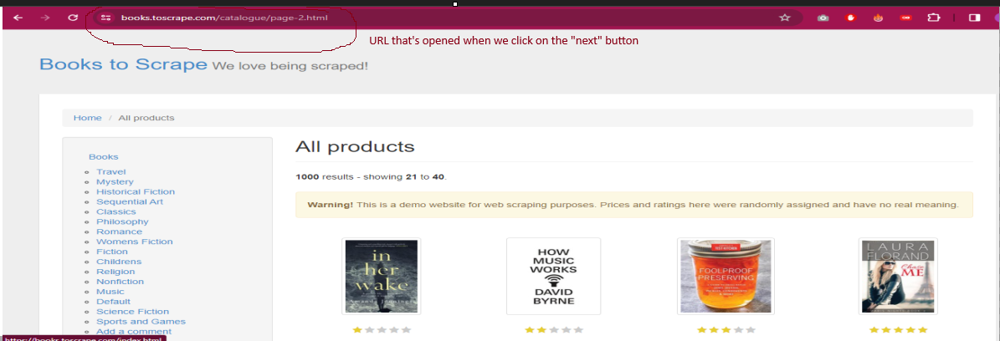 books.toscrape.com/catalogue/page-2.html
URL that's opened when we click on the "next" button
Books to Scrape We love being scraped!
Home / All products
Books
Travel
Mystery
Historical Fiction
Sequential Art
Classics
Philosophy
Romance
Womens Fiction
Fiction
Childrens
Religion
Nonfiction
Music
Default
Science Fiction
Sports and Games
Add a comment
All products
1000 results - showing 21 to 40.
Warning! This is a demo website for web scraping purposes. Prices and ratings here were randomly assigned and have no real meaning.
in
her
wake
HOW
MUSIC
WORKS
DAVID
BYRNE
FOOLPROOF
PRESERVING
LAURA
FLORAND
Chase
ME
https://books.toscrape.com/index.html